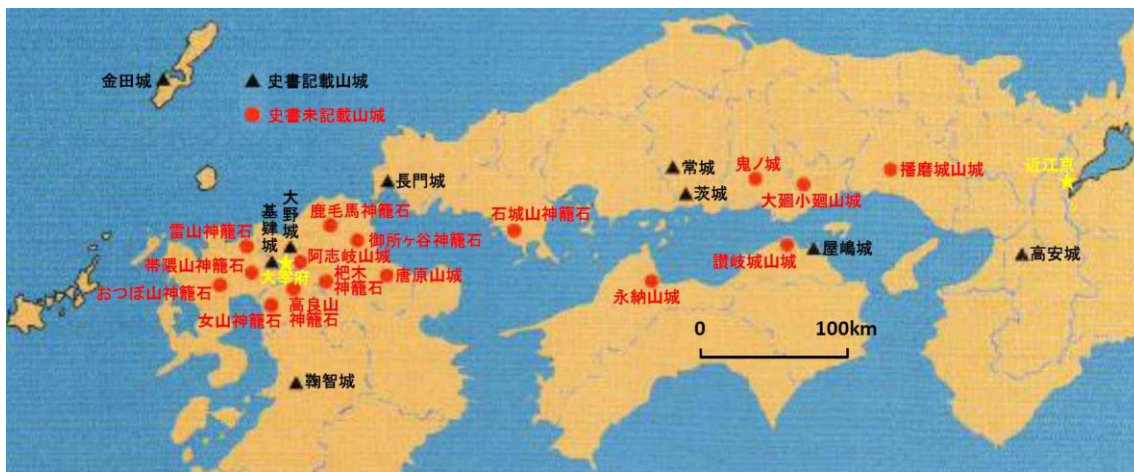 金田城
史書記載山城
史書未記載山城
長門城
常城
茨城
鬼ノ城
大廻小廻山城
播磨城山城
近江京
大野城
基肄城
鹿毛馬神籠石
御所ヶ谷神籠石
石城山神籠石
雷山神籠石
阿志岐山城
帯隈山神籠石
大宰府
杷木
神籠石
唐原山城
おつぼ山神籠石
高良山
神籠石
女山神籠石
鞠智城
永納山城
讃岐城山城
屋嶋城
高安城
0
100km